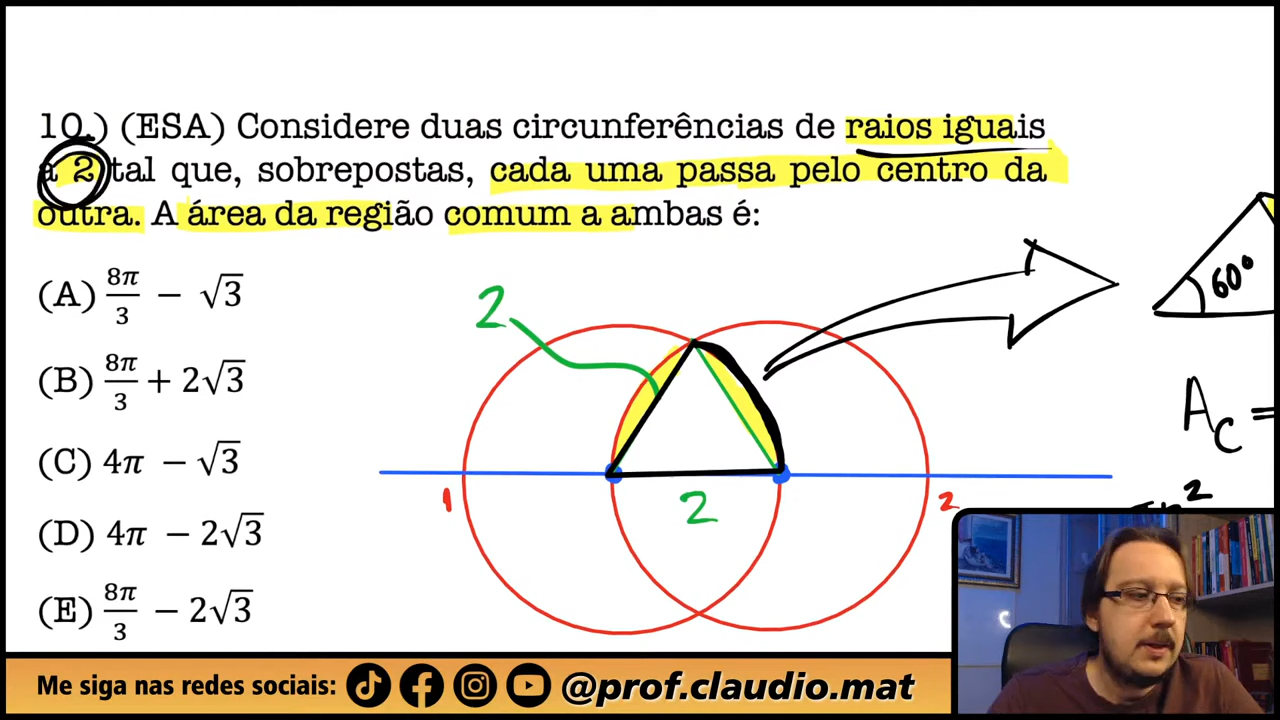 10.) (ESA) Considere duas circunferências de raios iguais
a 2 tal que, sobrepostas, cada uma passa pelo centro da
outra. A área da região comum a ambas é:
(A) 8π/3 − √3
(B) 8π/3 + 2√3
(C) 4π − √3
(D) 4π − 2√3
(E) 8π/3 − 2√3
2
60°
A_C =
1
2
2
Me siga nas redes sociais: @prof.claudio.mat